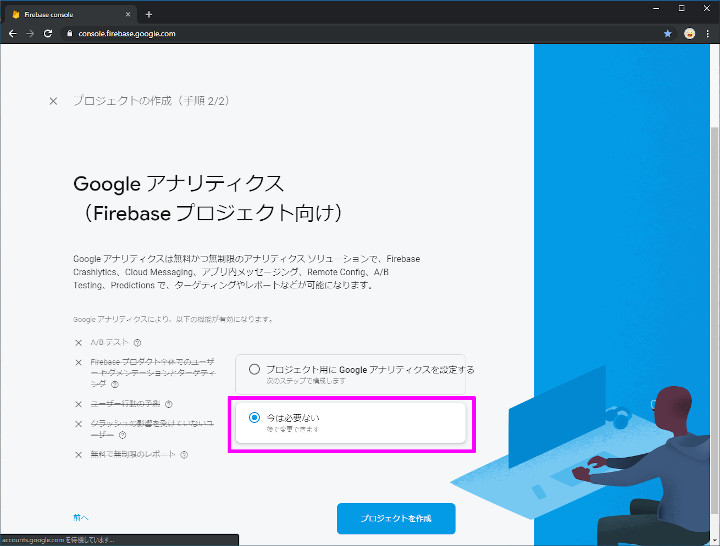 Firebase console
console.firebase.google.com
プロジェクトの作成（手順 2/2）
Google アナリティクス
（Firebase プロジェクト向け）
Google アナリティクスは無料かつ無制限のアナリティクス ソリューションで、Firebase
Crashlytics、Cloud Messaging、アプリ内メッセージング、Remote Config、A/B
Testing、Predictions で、ターゲティングやレポートなどが可能になります。
Google アナリティクスにより、以下の機能が有効になります。
A/B テスト
Firebase プロダクト全体でのユーザ
ー セグメンテーションとターゲティ
ング
ユーザー行動の予測
クラッシュの影響を受けていないユ
ーザー
無料で無制限のレポート
プロジェクト用に Google アナリティクスを設定する
次のステップで構成します
今は必要ない
後で変更できます
前へ
プロジェクトを作成
accounts.google.com を待機しています...